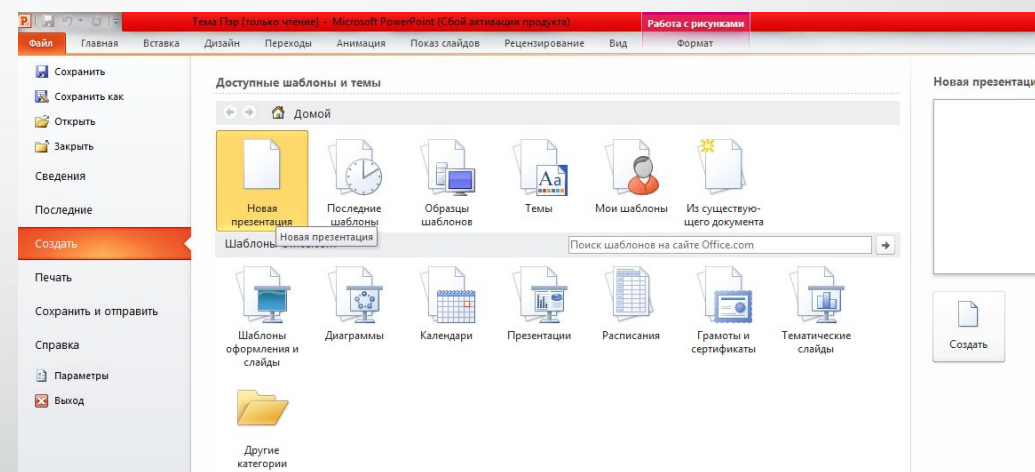 Тема Пэр [только чтение] - Microsoft PowerPoint (Сбой активации продукта)
Работа с рисунками
Файл Главная Вставка Дизайн Переходы Анимация Показ слайдов Рецензирование Вид Формат
Сохранить
Сохранить как
Открыть
Закрыть
Сведения
Последние
Создать
Печать
Сохранить и отправить
Справка
Параметры
Выход
Доступные шаблоны и темы
Домой
Новая
презентация
Последние
шаблоны
Образцы
шаблонов
Темы
Мои шаблоны
Из существую-
щего документа
Новая презентация
Шаблоны
Поиск шаблонов на сайте Office.com
Шаблоны
оформления и
слайды
Диаграммы
Календари
Презентации
Расписания
Грамоты и
сертификаты
Тематические
слайды
Другие
категории
Новая презентаци
Создать